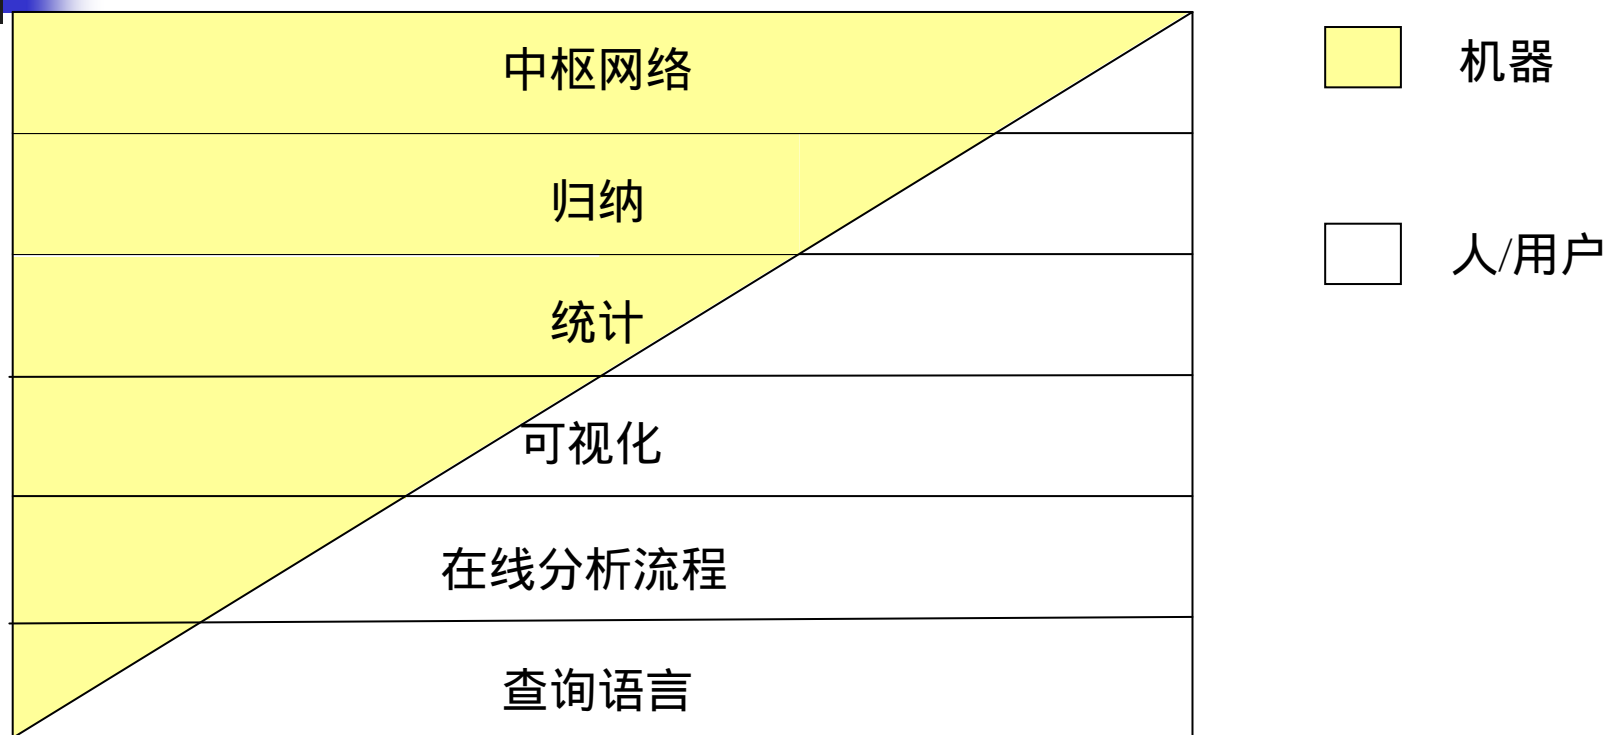 中枢网络
归纳
统计
可视化
在线分析流程
查询语言
机器
人/用户